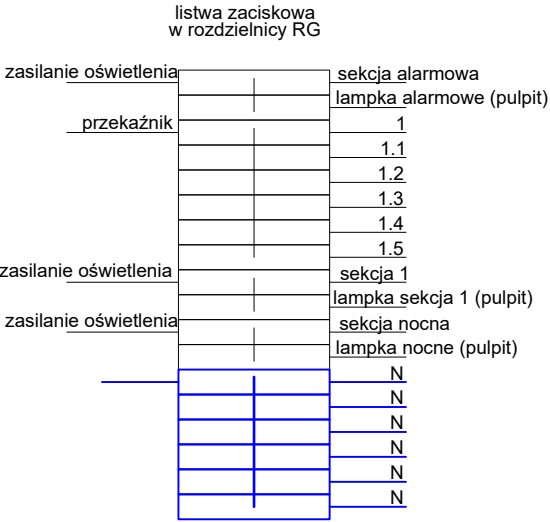 listwa zaciskowa
w rozdzielnicy RG
zasilanie oświetlenia sekcja alarmowa
lampka alarmowe (pulpit)
przekaźnik 1
1.1
1.2
1.3
1.4
1.5
zasilanie oświetlenia sekcja 1
lampka sekcja 1 (pulpit)
zasilanie oświetlenia sekcja nocna
lampka nocne (pulpit)
N
N
N
N
N
N